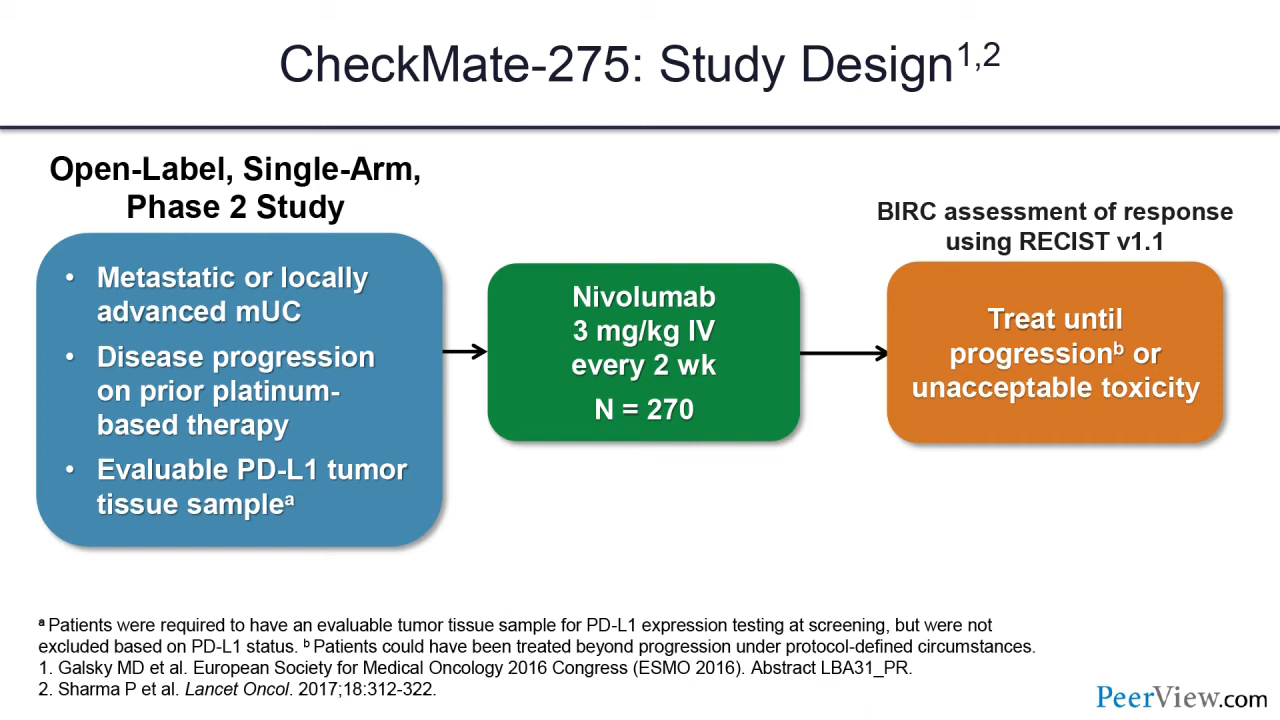 CheckMate-275: Study Design1,2
Open-Label, Single-Arm,
Phase 2 Study
• Metastatic or locally
advanced mUC
• Disease progression
on prior platinum-
based therapy
• Evaluable PD-L1 tumor
tissue samplea
Nivolumab
3 mg/kg IV
every 2 wk
N = 270
BIRC assessment of response
using RECIST v1.1
Treat until
progressionb or
unacceptable toxicity
a Patients were required to have an evaluable tumor tissue sample for PD-L1 expression testing at screening, but were not
excluded based on PD-L1 status. b Patients could have been treated beyond progression under protocol-defined circumstances.
1. Galsky MD et al. European Society for Medical Oncology 2016 Congress (ESMO 2016). Abstract LBA31_PR.
2. Sharma P et al. Lancet Oncol. 2017;18:312-322.
PeerView.com